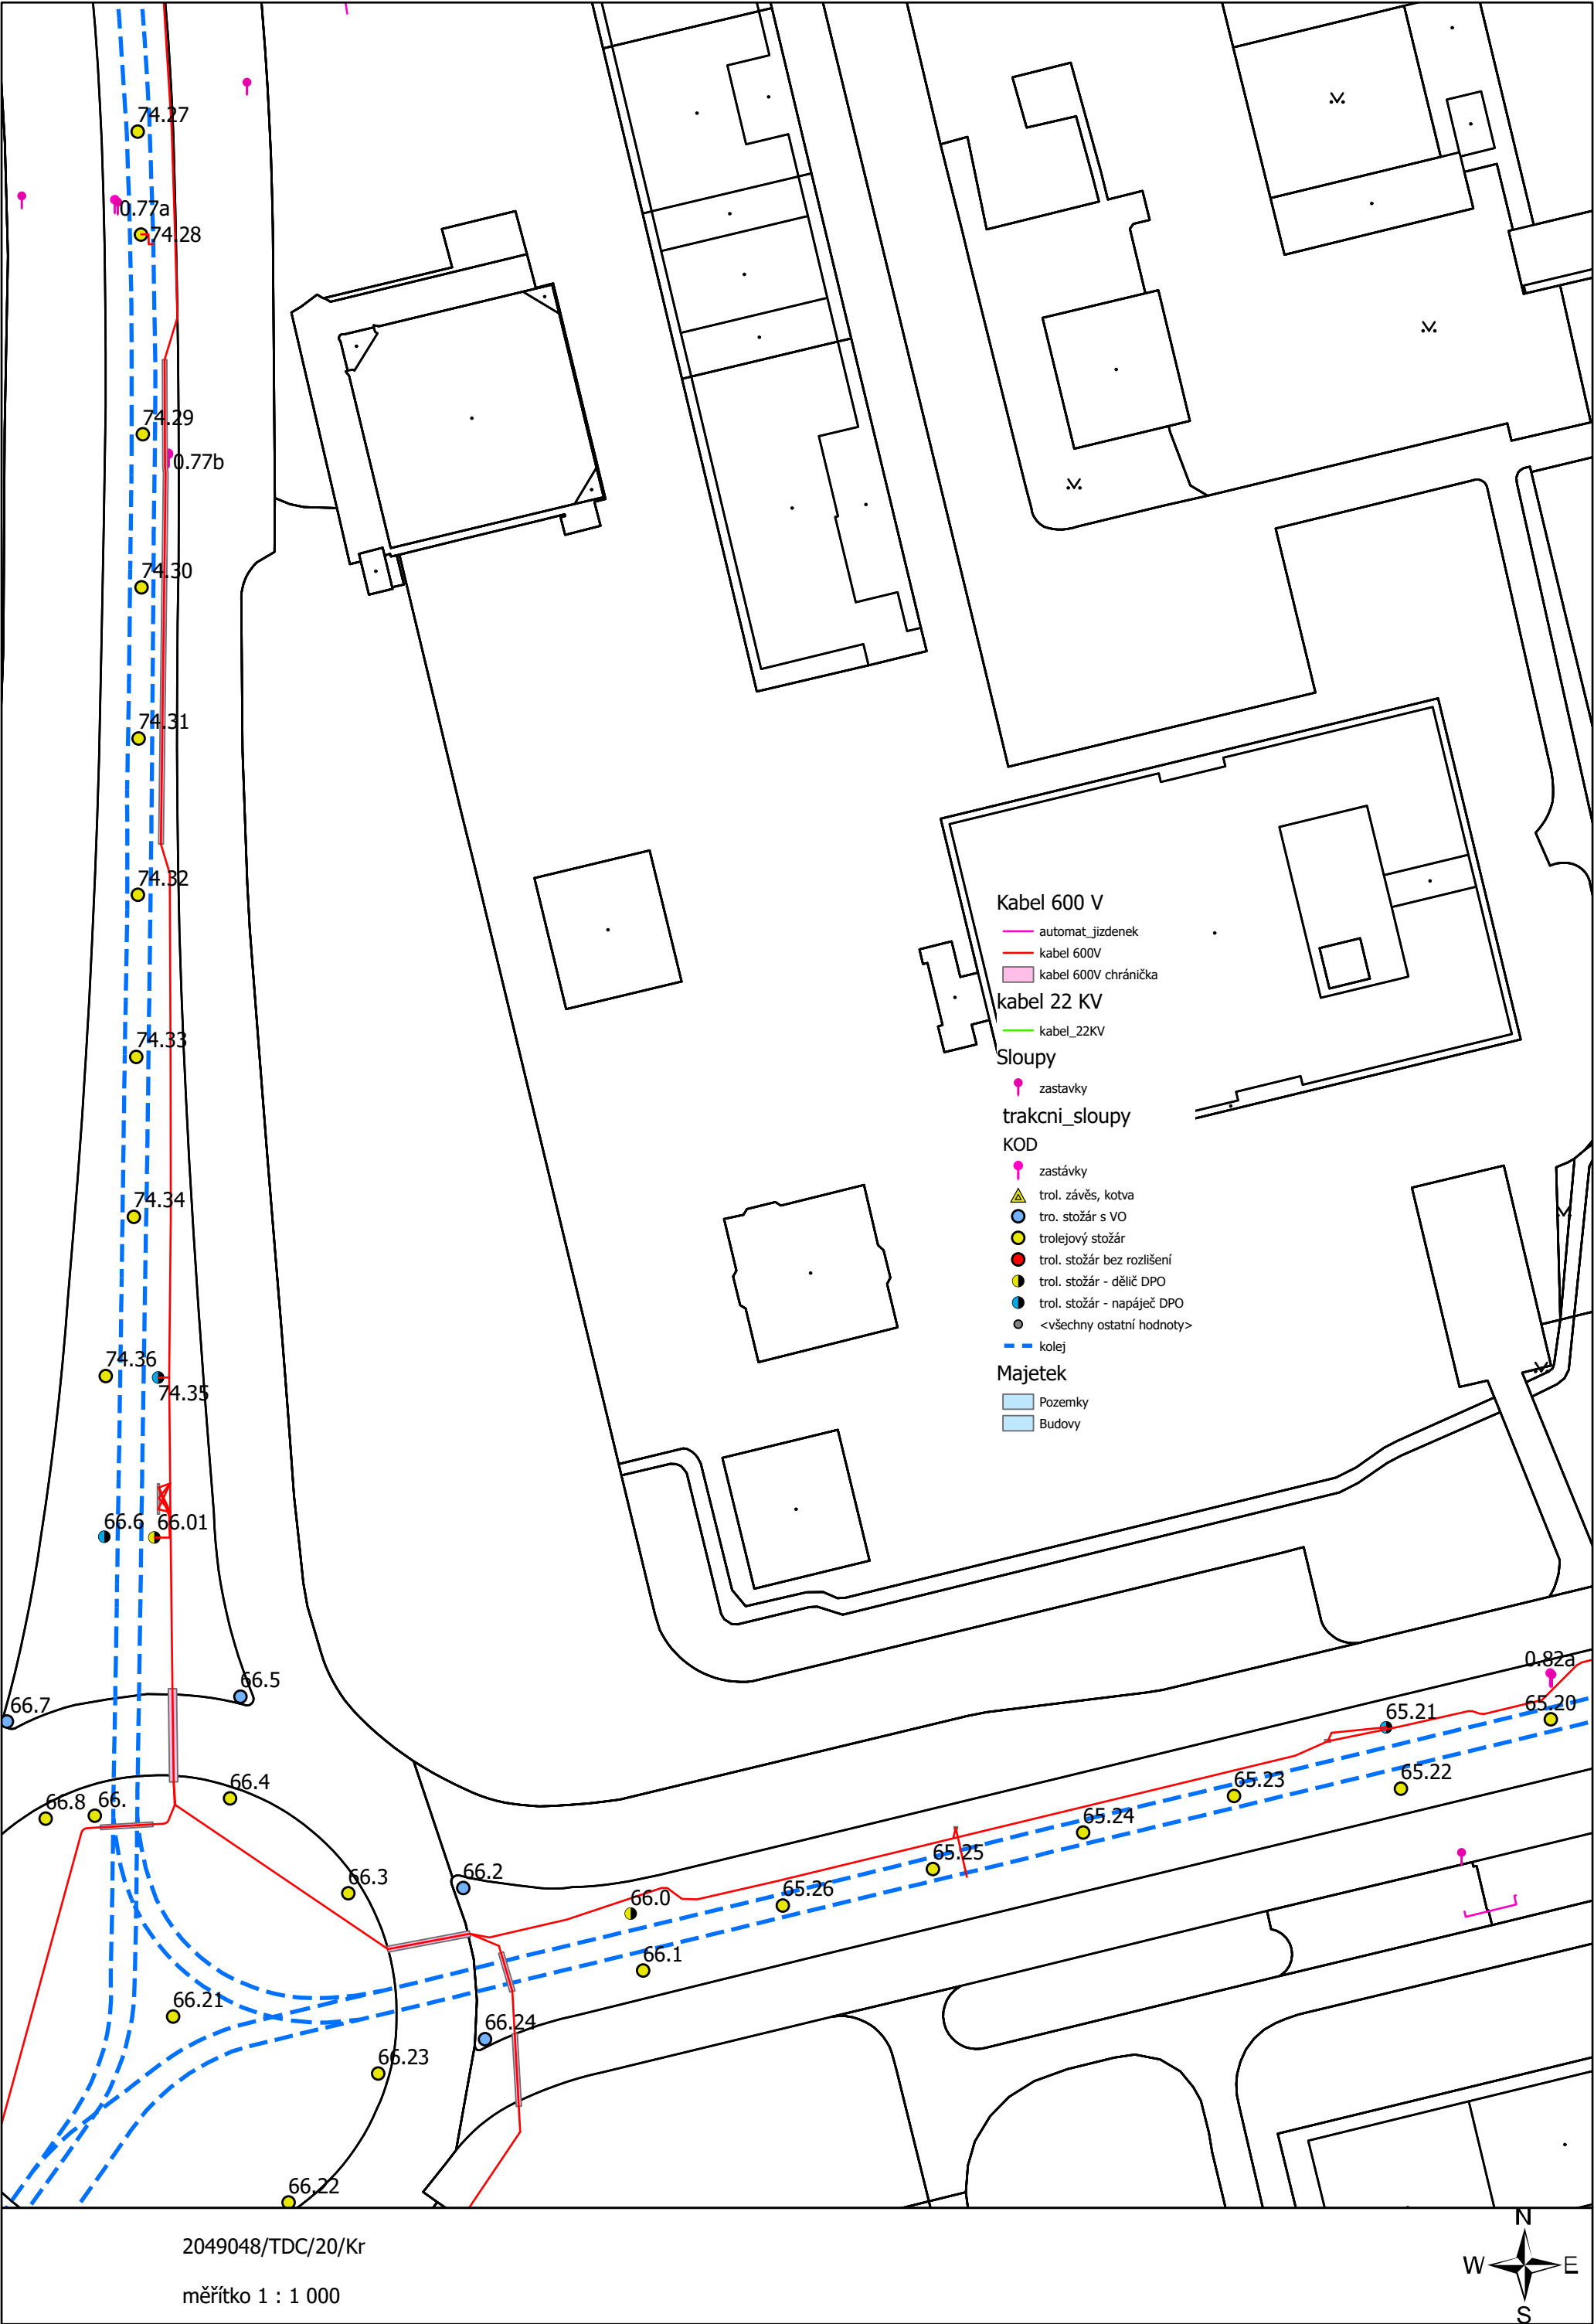 74.27
0.77a
74.28
74.29
0.77b
74.30
74.31
74.32
Kabel 600 V
automat_jizdenek
kabel 600V
kabel 600V chránička
kabel 22 KV
kabel_22KV
Sloupy
zastavky
trakcni_sloupy
KOD
zastávky
trol. závěs, kotva
tro. stožár s VO
trolejový stožár
trol. stožár bez rozlišení
trol. stožár - dělič DPO
trol. stožár - napáječ DPO
<všechny ostatní hodnoty>
kolej
Majetek
Pozemky
Budovy
74.33
74.34
74.36
74.35
66.6
66.01
66.5
66.7
0.82a
65.20
65.21
65.22
65.23
65.24
65.25
65.26
66.4
66.8
66.
66.3
66.2
66.0
66.1
66.21
66.24
66.23
66.22
2049048/TDC/20/Kr
měřítko 1 : 1 000
N
W
E
S